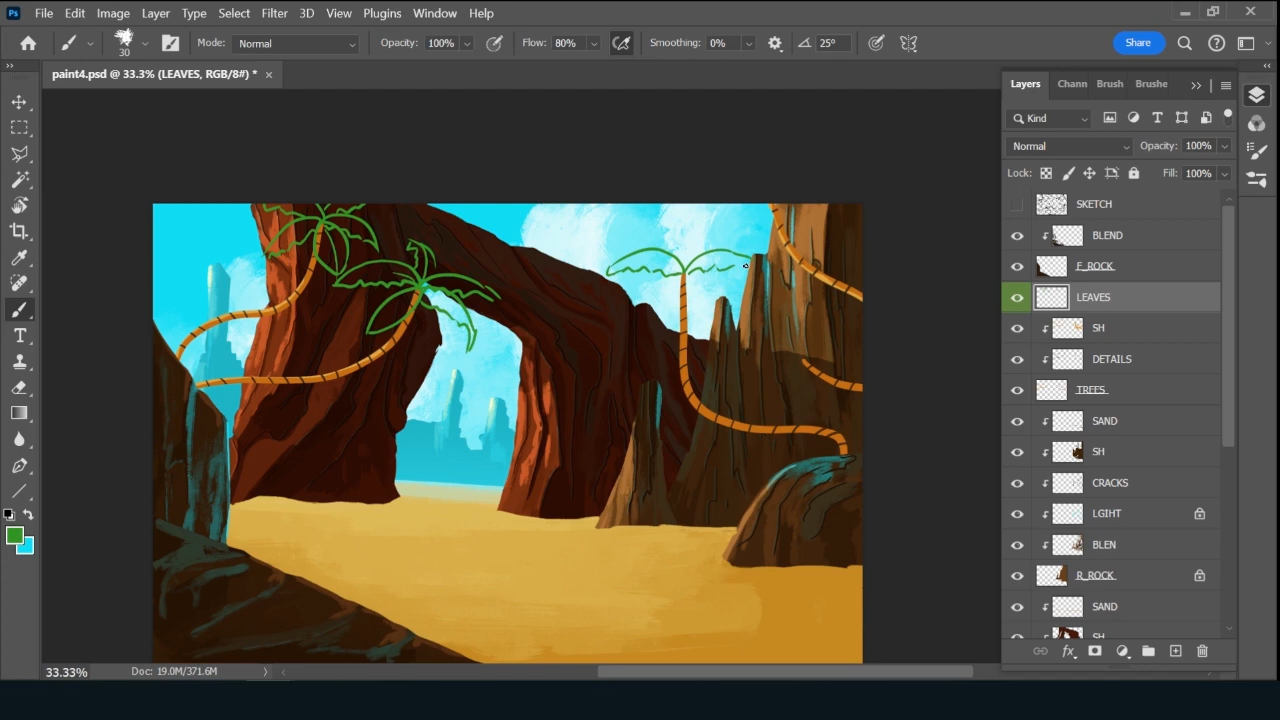 Ps File Edit Image Layer Type Select Filter 3D View Plugins Window Help
30 Mode: Normal Opacity: 100% Flow: 80% Smoothing: 0% 25° Share
paint4.psd @ 33.3% (LEAVES, RGB/8#) * ×
Layers Chann Brush Brushe
Kind
Normal Opacity: 100%
Lock: Fill: 100%
SKETCH
BLEND
F_ROCK
LEAVES
SH
DETAILS
TREES
SAND
SH
CRACKS
LGIHT
BLEN
R_ROCK
SAND
SH
33.33% Doc: 19.0M/371.6M